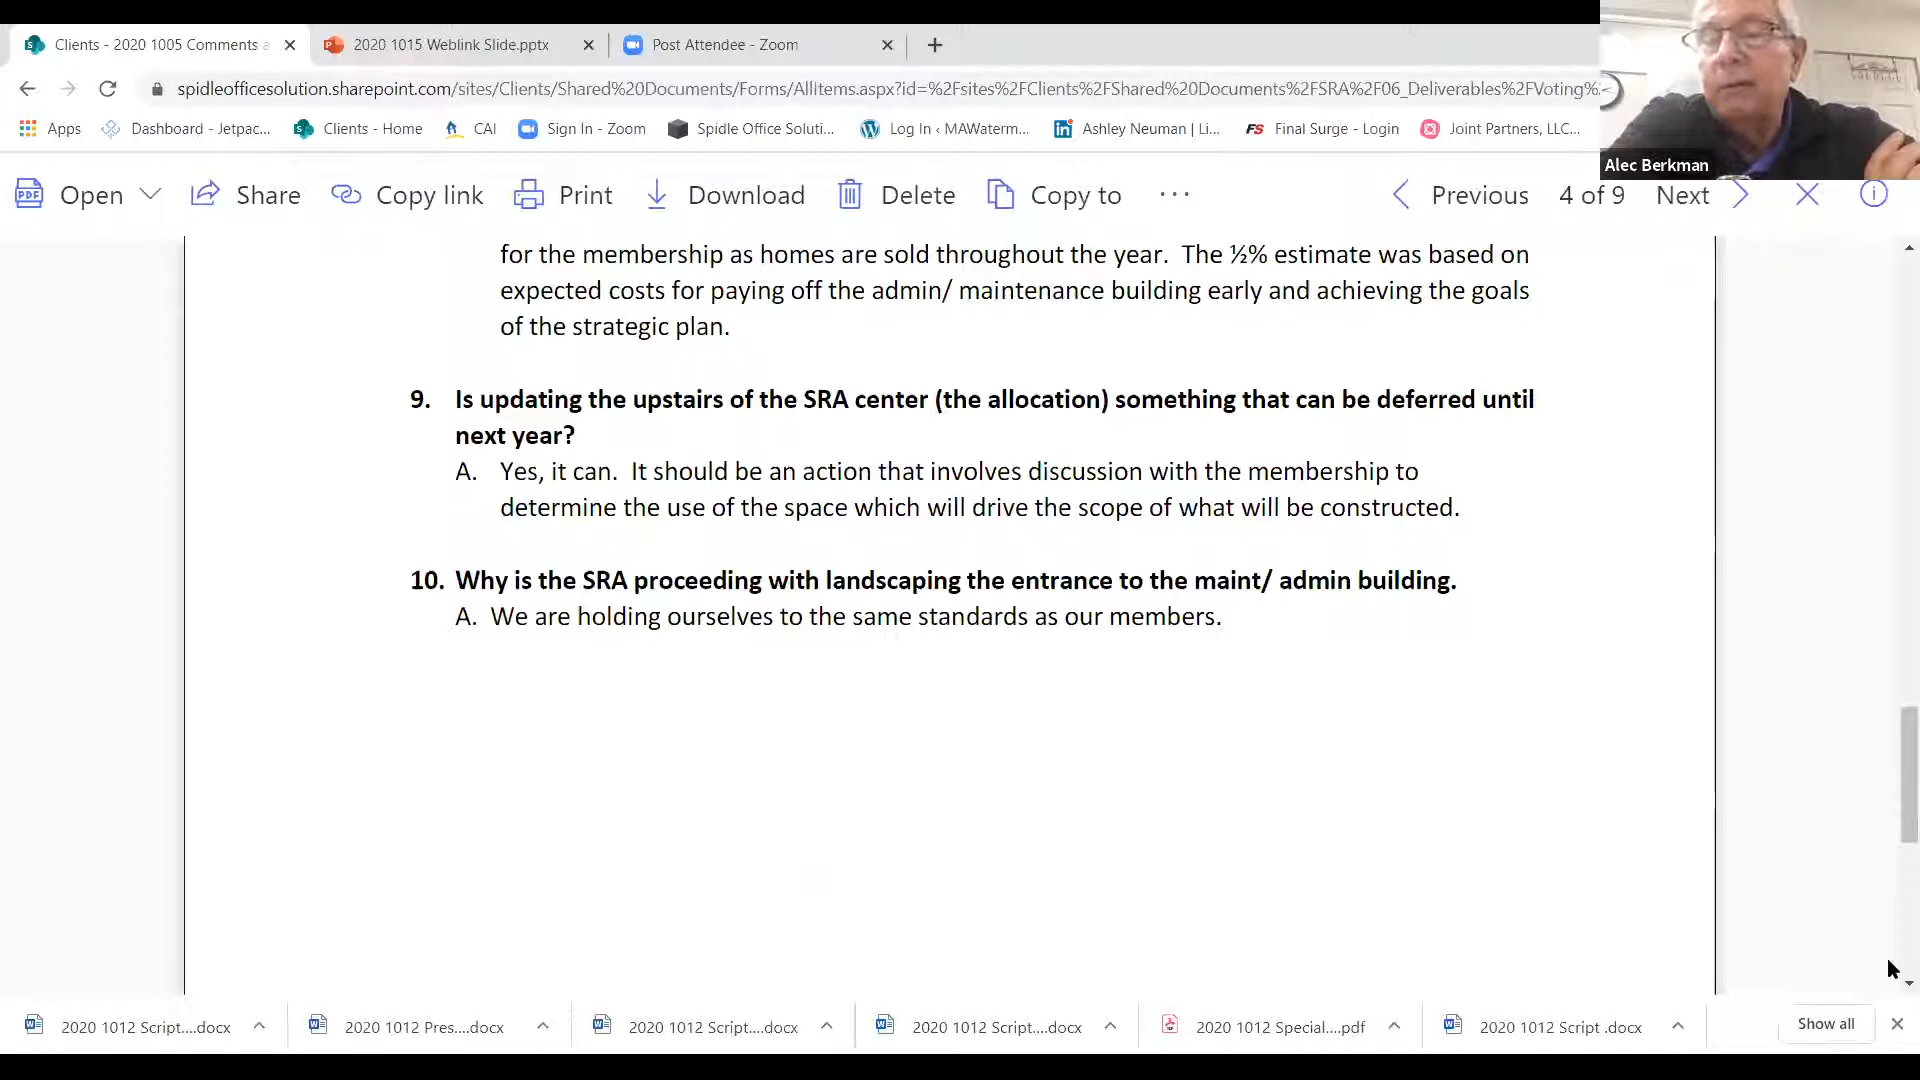 Clients - 2020 1005 Comments a
2020 1015 Weblink Slide.pptx
Post Attendee - Zoom
spidleofficesolution.sharepoint.com/sites/Clients/Shared%20Documents/Forms/AllItems.aspx?id=%2Fsites%2FClients%2FShared%20Documents%2FSRA%2F06_Deliverables%2FVoting%
Apps
Dashboard - Jetpac...
Clients - Home
CAI
Sign In - Zoom
Spidle Office Soluti...
Log In ‹ MAWaterm...
Ashley Neuman | Li...
FS Final Surge - Login
Joint Partners, LLC...
Alec Berkman
PDF Open
Share
Copy link
Print
Download
Delete
Copy to
...
Previous
4 of 9
Next
for the membership as homes are sold throughout the year. The ½% estimate was based on
expected costs for paying off the admin/ maintenance building early and achieving the goals
of the strategic plan.
9. Is updating the upstairs of the SRA center (the allocation) something that can be deferred until
next year?
A. Yes, it can. It should be an action that involves discussion with the membership to
determine the use of the space which will drive the scope of what will be constructed.
10. Why is the SRA proceeding with landscaping the entrance to the maint/ admin building.
A. We are holding ourselves to the same standards as our members.
2020 1012 Script....docx
2020 1012 Pres....docx
2020 1012 Script....docx
2020 1012 Script....docx
2020 1012 Special....pdf
2020 1012 Script .docx
Show all